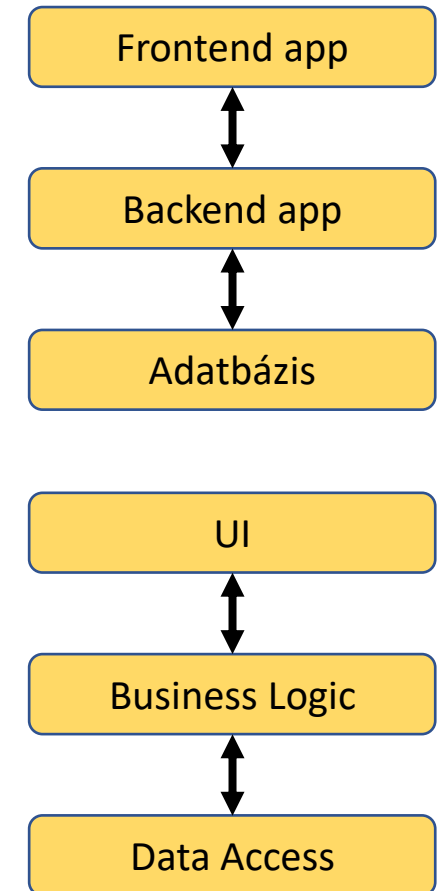 Frontend app
Backend app
Adatbázis
UI
Business Logic
Data Access